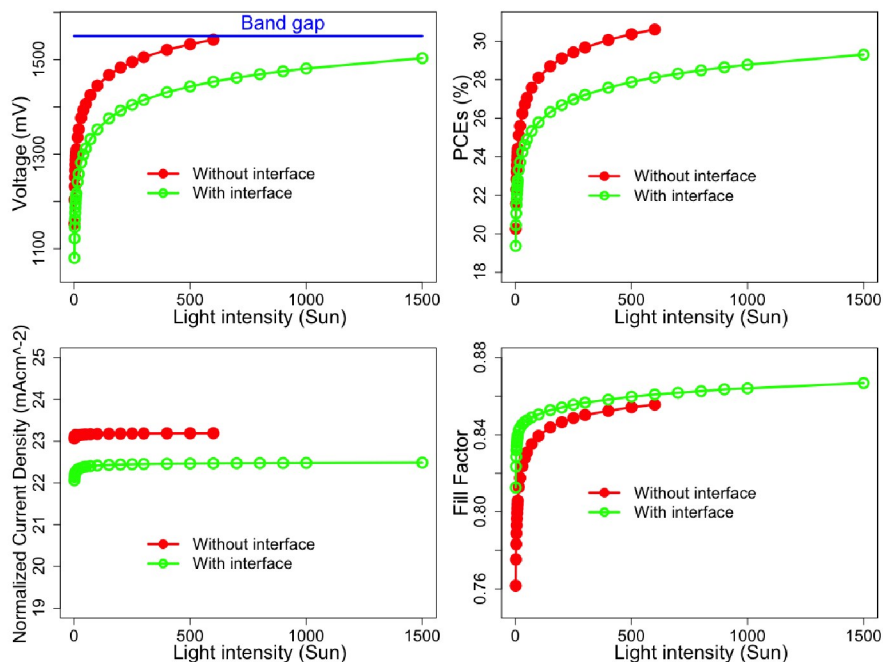 Band gap
Voltage (mV)
1500
1300
1100
Without interface
With interface
0 500 1000 1500
Light intensity (Sun)
PCEs (%)
30
28
26
24
22
20
18
Without interface
With interface
0 500 1000 1500
Light intensity (Sun)
Normalized Current Density (mAcm^-2)
25
24
23
22
21
20
19
Without interface
With interface
0 500 1000 1500
Light intensity (Sun)
Fill Factor
0.88
0.84
0.80
0.76
Without interface
With interface
0 500 1000 1500
Light intensity (Sun)